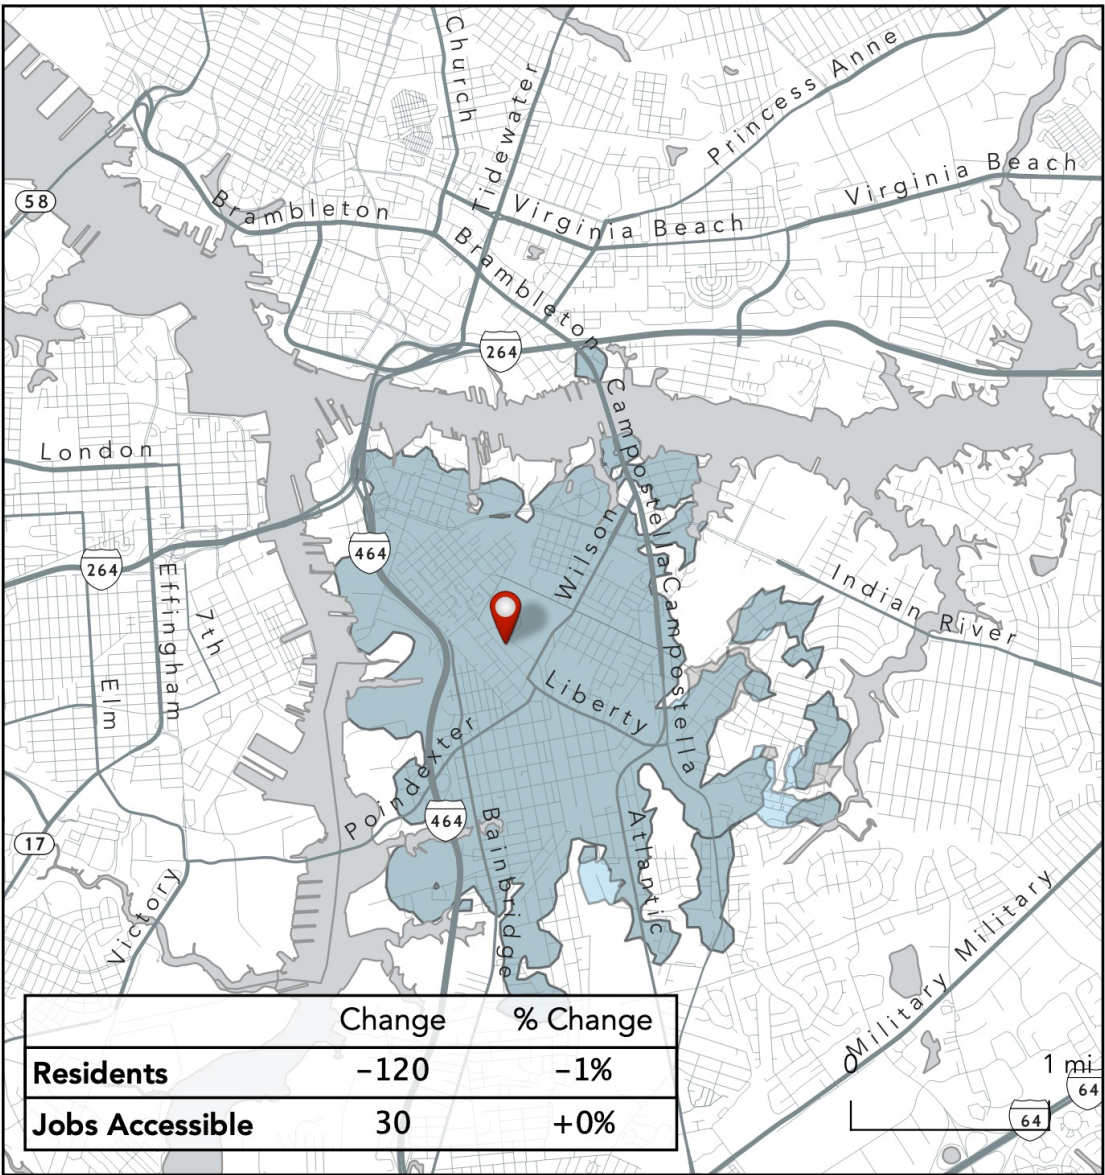 Church
Tidewater
Princess Anne
Virginia Beach
58
Brambleton
Virginia Beach
Brambleton
264
Campostella
London
464
Wilson
264
Effingham
7th
Elm
Campostella
Indian River
Liberty
Poindexter
464
Bainbridge
Atlantic
17
Victory
Military
Military
Change % Change
Residents -120 -1%
Jobs Accessible 30 +0%
0 1 mi
64
64